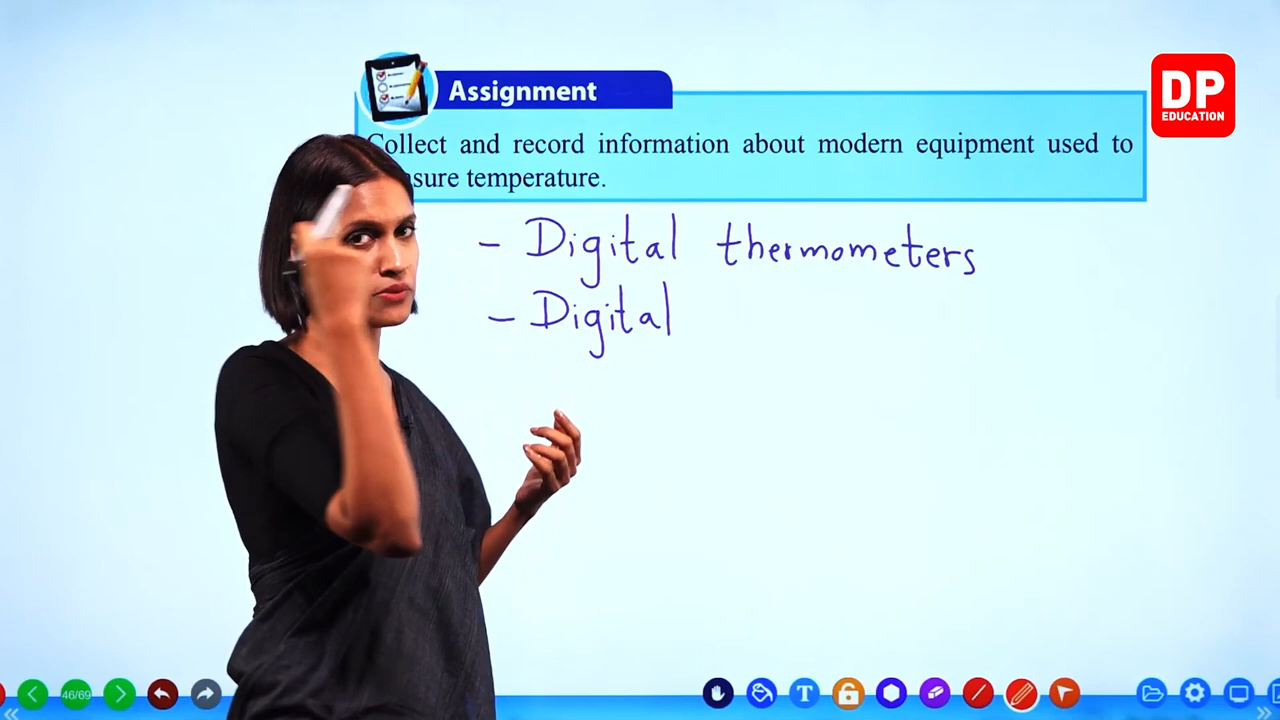 Assignment
DP
EDUCATION
Collect and record information about modern equipment used to
sure temperature.
- Digital thermometers
- Digital
46/69
T